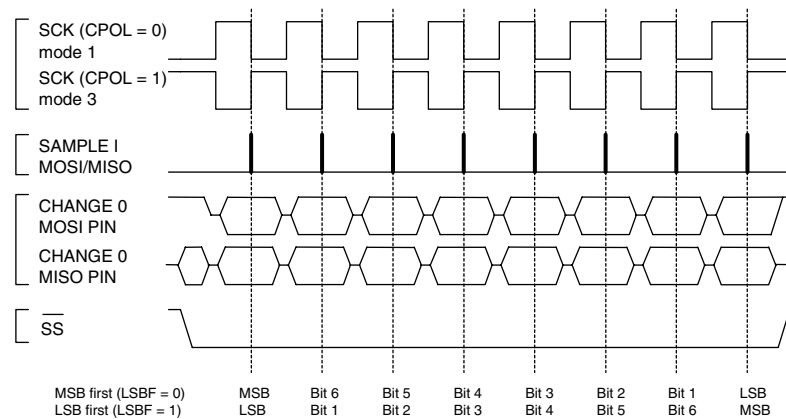 SCK (CPOL = 0)
mode 1
SCK (CPOL = 1)
mode 3
SAMPLE I
MOSI/MISO
CHANGE 0
MOSI PIN
CHANGE 0
MISO PIN
SS
MSB first (LSBF = 0) MSB Bit 6 Bit 5 Bit 4 Bit 3 Bit 2 Bit 1 LSB
LSB first (LSBF = 1) LSB Bit 1 Bit 2 Bit 3 Bit 4 Bit 5 Bit 6 MSB